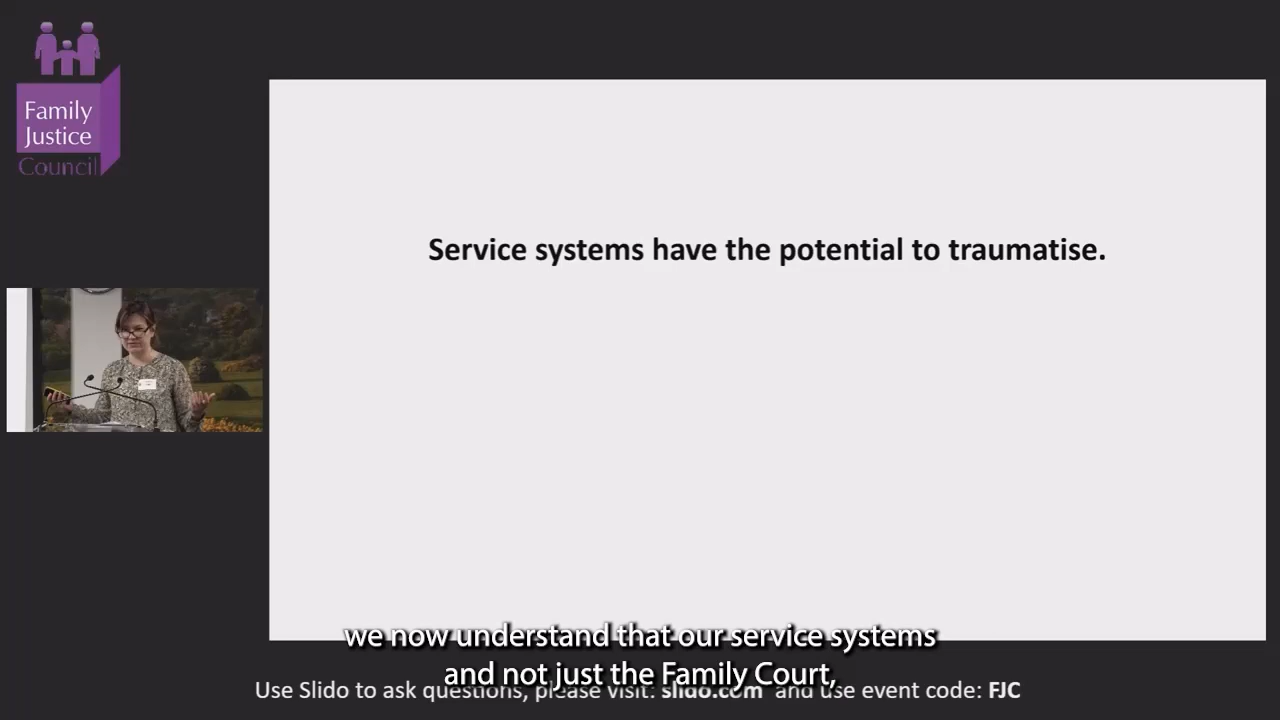 Family
Justice
Council
Service systems have the potential to traumatise.
we now understand that our service systems
and not just the Family Court,
Use Slido to ask questions, please visit: slido.com and use event code: FJC